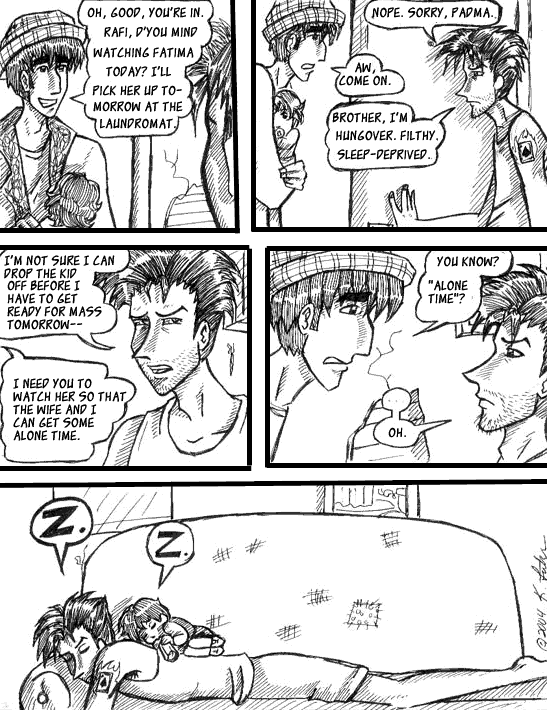 OH, GOOD, YOU'RE IN.
RAFI, D'YOU MIND
WATCHING FATIMA
TODAY? I'LL
PICK HER UP TO-
MORROW AT THE
LAUNDROMAT.
NOPE. SORRY, PADMA.
AW,
COME ON.
BROTHER, I'M
HUNGOVER. FILTHY.
SLEEP-DEPRIVED.
I'M NOT SURE I CAN
DROP THE KID
OFF BEFORE I
HAVE TO GET
READY FOR MASS
TOMORROW--
I NEED YOU TO
WATCH HER SO THAT
THE WIFE AND I
CAN GET SOME
ALONE TIME.
YOU KNOW?
"ALONE
TIME"?
OH.
Z.
Z.
©2004 K.